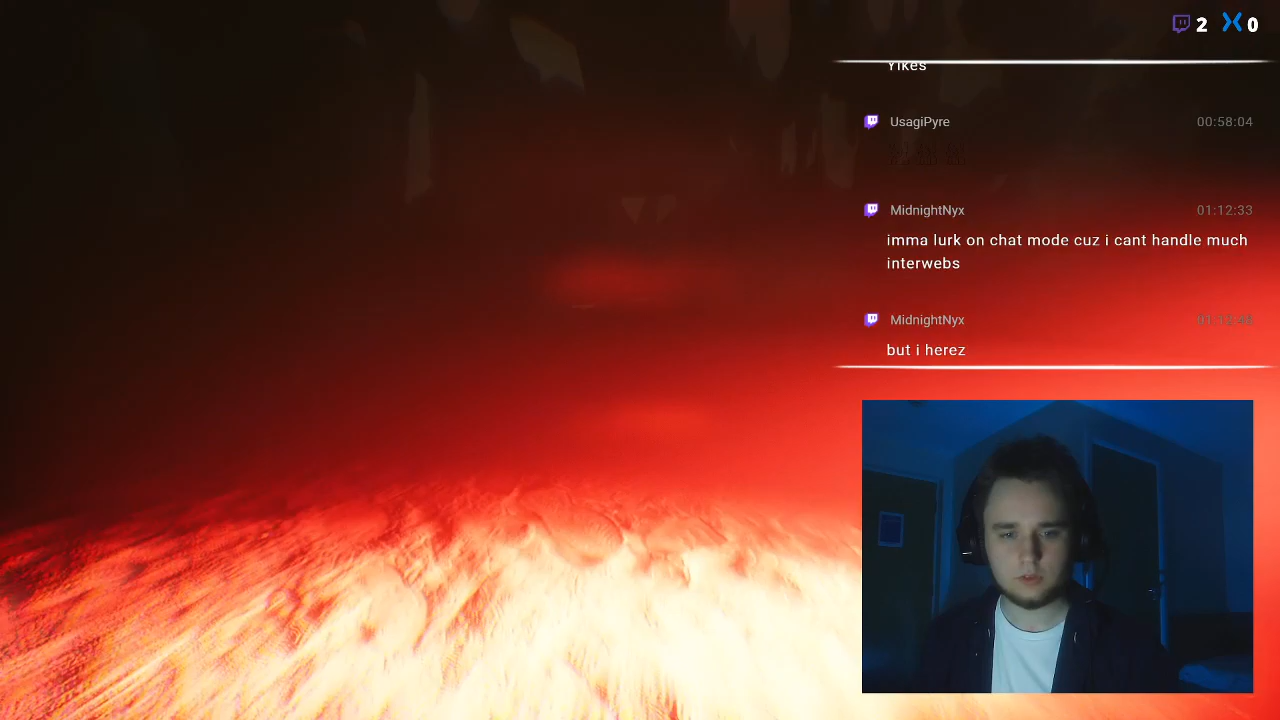 2 0
Yikes
UsagiPyre 00:58:04
MidnightNyx 01:12:33
imma lurk on chat mode cuz i cant handle much
interwebs
MidnightNyx
but i herez